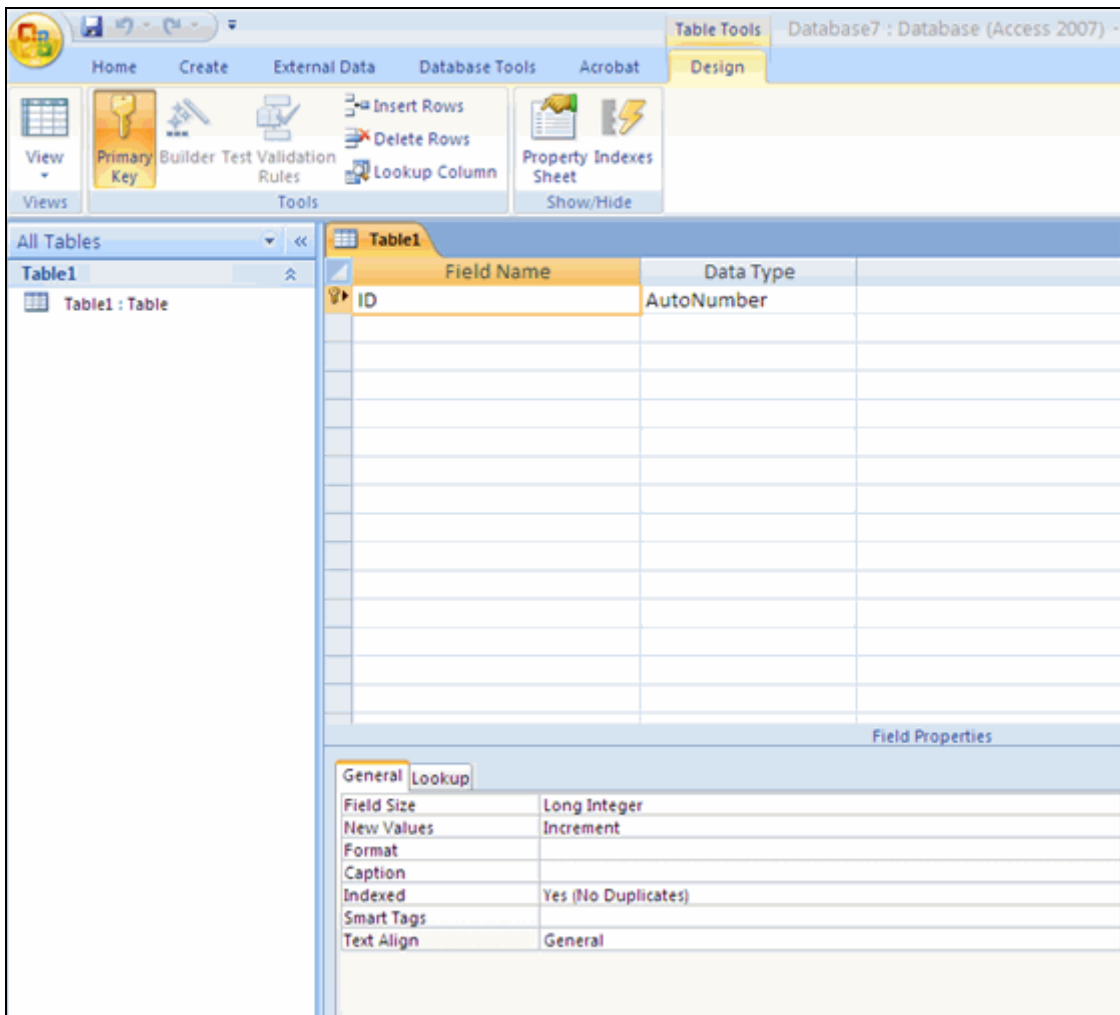 Table Tools Database7 : Database (Access 2007) -
Home Create External Data Database Tools Acrobat Design
View
Primary Key
Builder
Test Validation Rules
Insert Rows
Delete Rows
Lookup Column
Property Sheet
Indexes
Views Tools Show/Hide
All Tables
Table1
Table1 : Table
Table1
Field Name Data Type
ID AutoNumber
Field Properties
General Lookup
Field Size Long Integer
New Values Increment
Format
Caption
Indexed Yes (No Duplicates)
Smart Tags
Text Align General